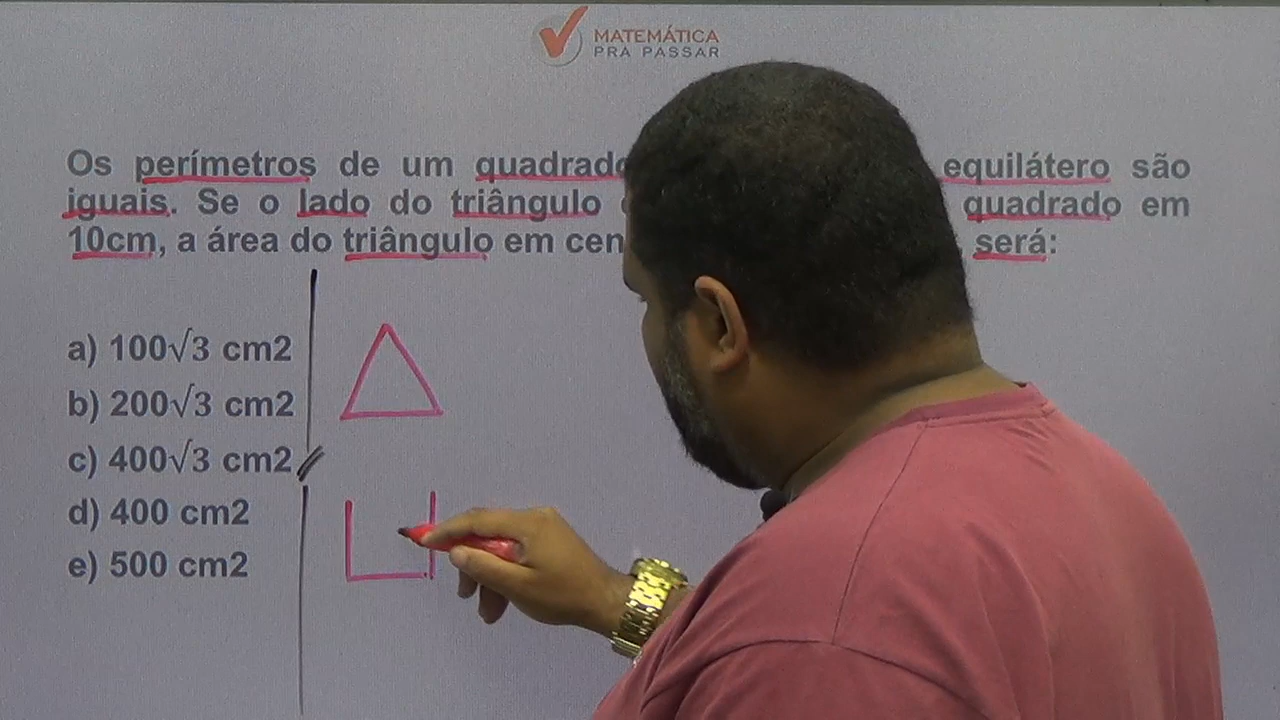 MATEMÁTICA
PRA PASSAR
Os perímetros de um quadrado equilátero são
iguais. Se o lado do triângulo quadrado em
10cm, a área do triângulo em cen será:
a) 100√3 cm2
b) 200√3 cm2
c) 400√3 cm2
d) 400 cm2
e) 500 cm2